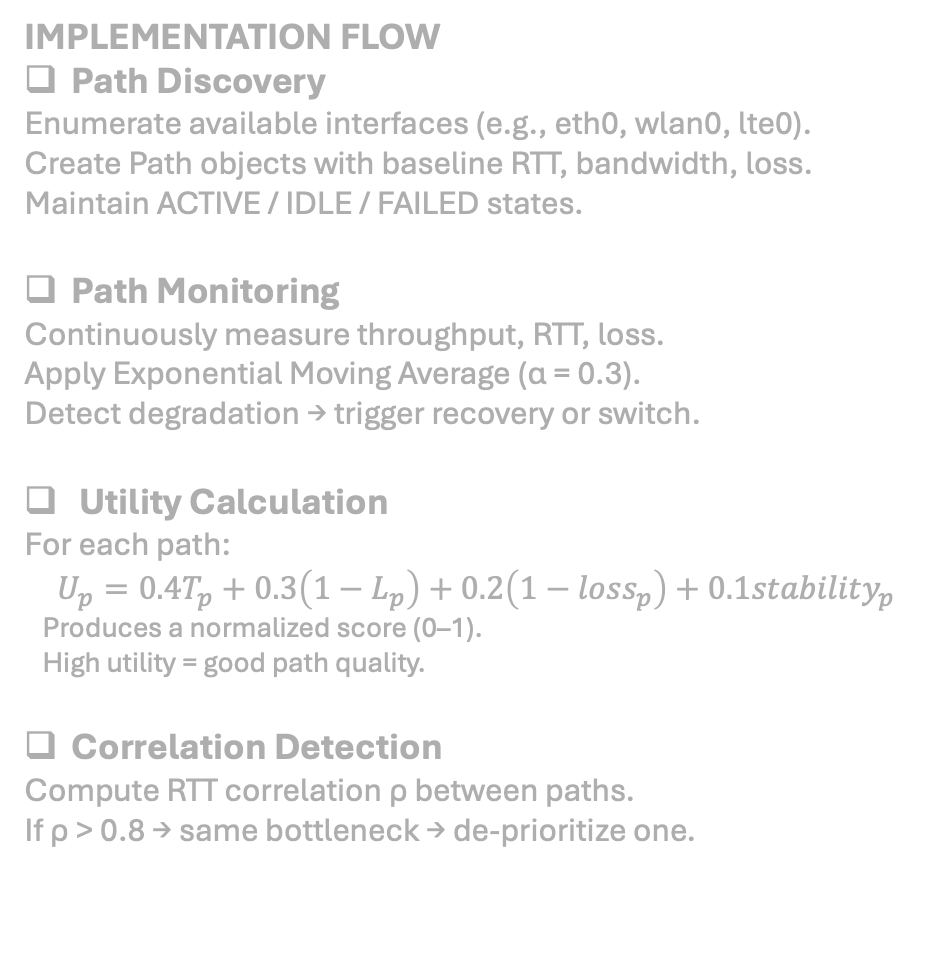 IMPLEMENTATION FLOW
❑ Path Discovery
Enumerate available interfaces (e.g., eth0, wlan0, lte0).
Create Path objects with baseline RTT, bandwidth, loss.
Maintain ACTIVE / IDLE / FAILED states.
❑ Path Monitoring
Continuously measure throughput, RTT, loss.
Apply Exponential Moving Average (α = 0.3).
Detect degradation → trigger recovery or switch.
❑ Utility Calculation
For each path:
U_p = 0.4T_p + 0.3(1 − L_p) + 0.2(1 − loss_p) + 0.1stability_p
Produces a normalized score (0–1).
High utility = good path quality.
❑ Correlation Detection
Compute RTT correlation ρ between paths.
If ρ > 0.8 → same bottleneck → de-prioritize one.